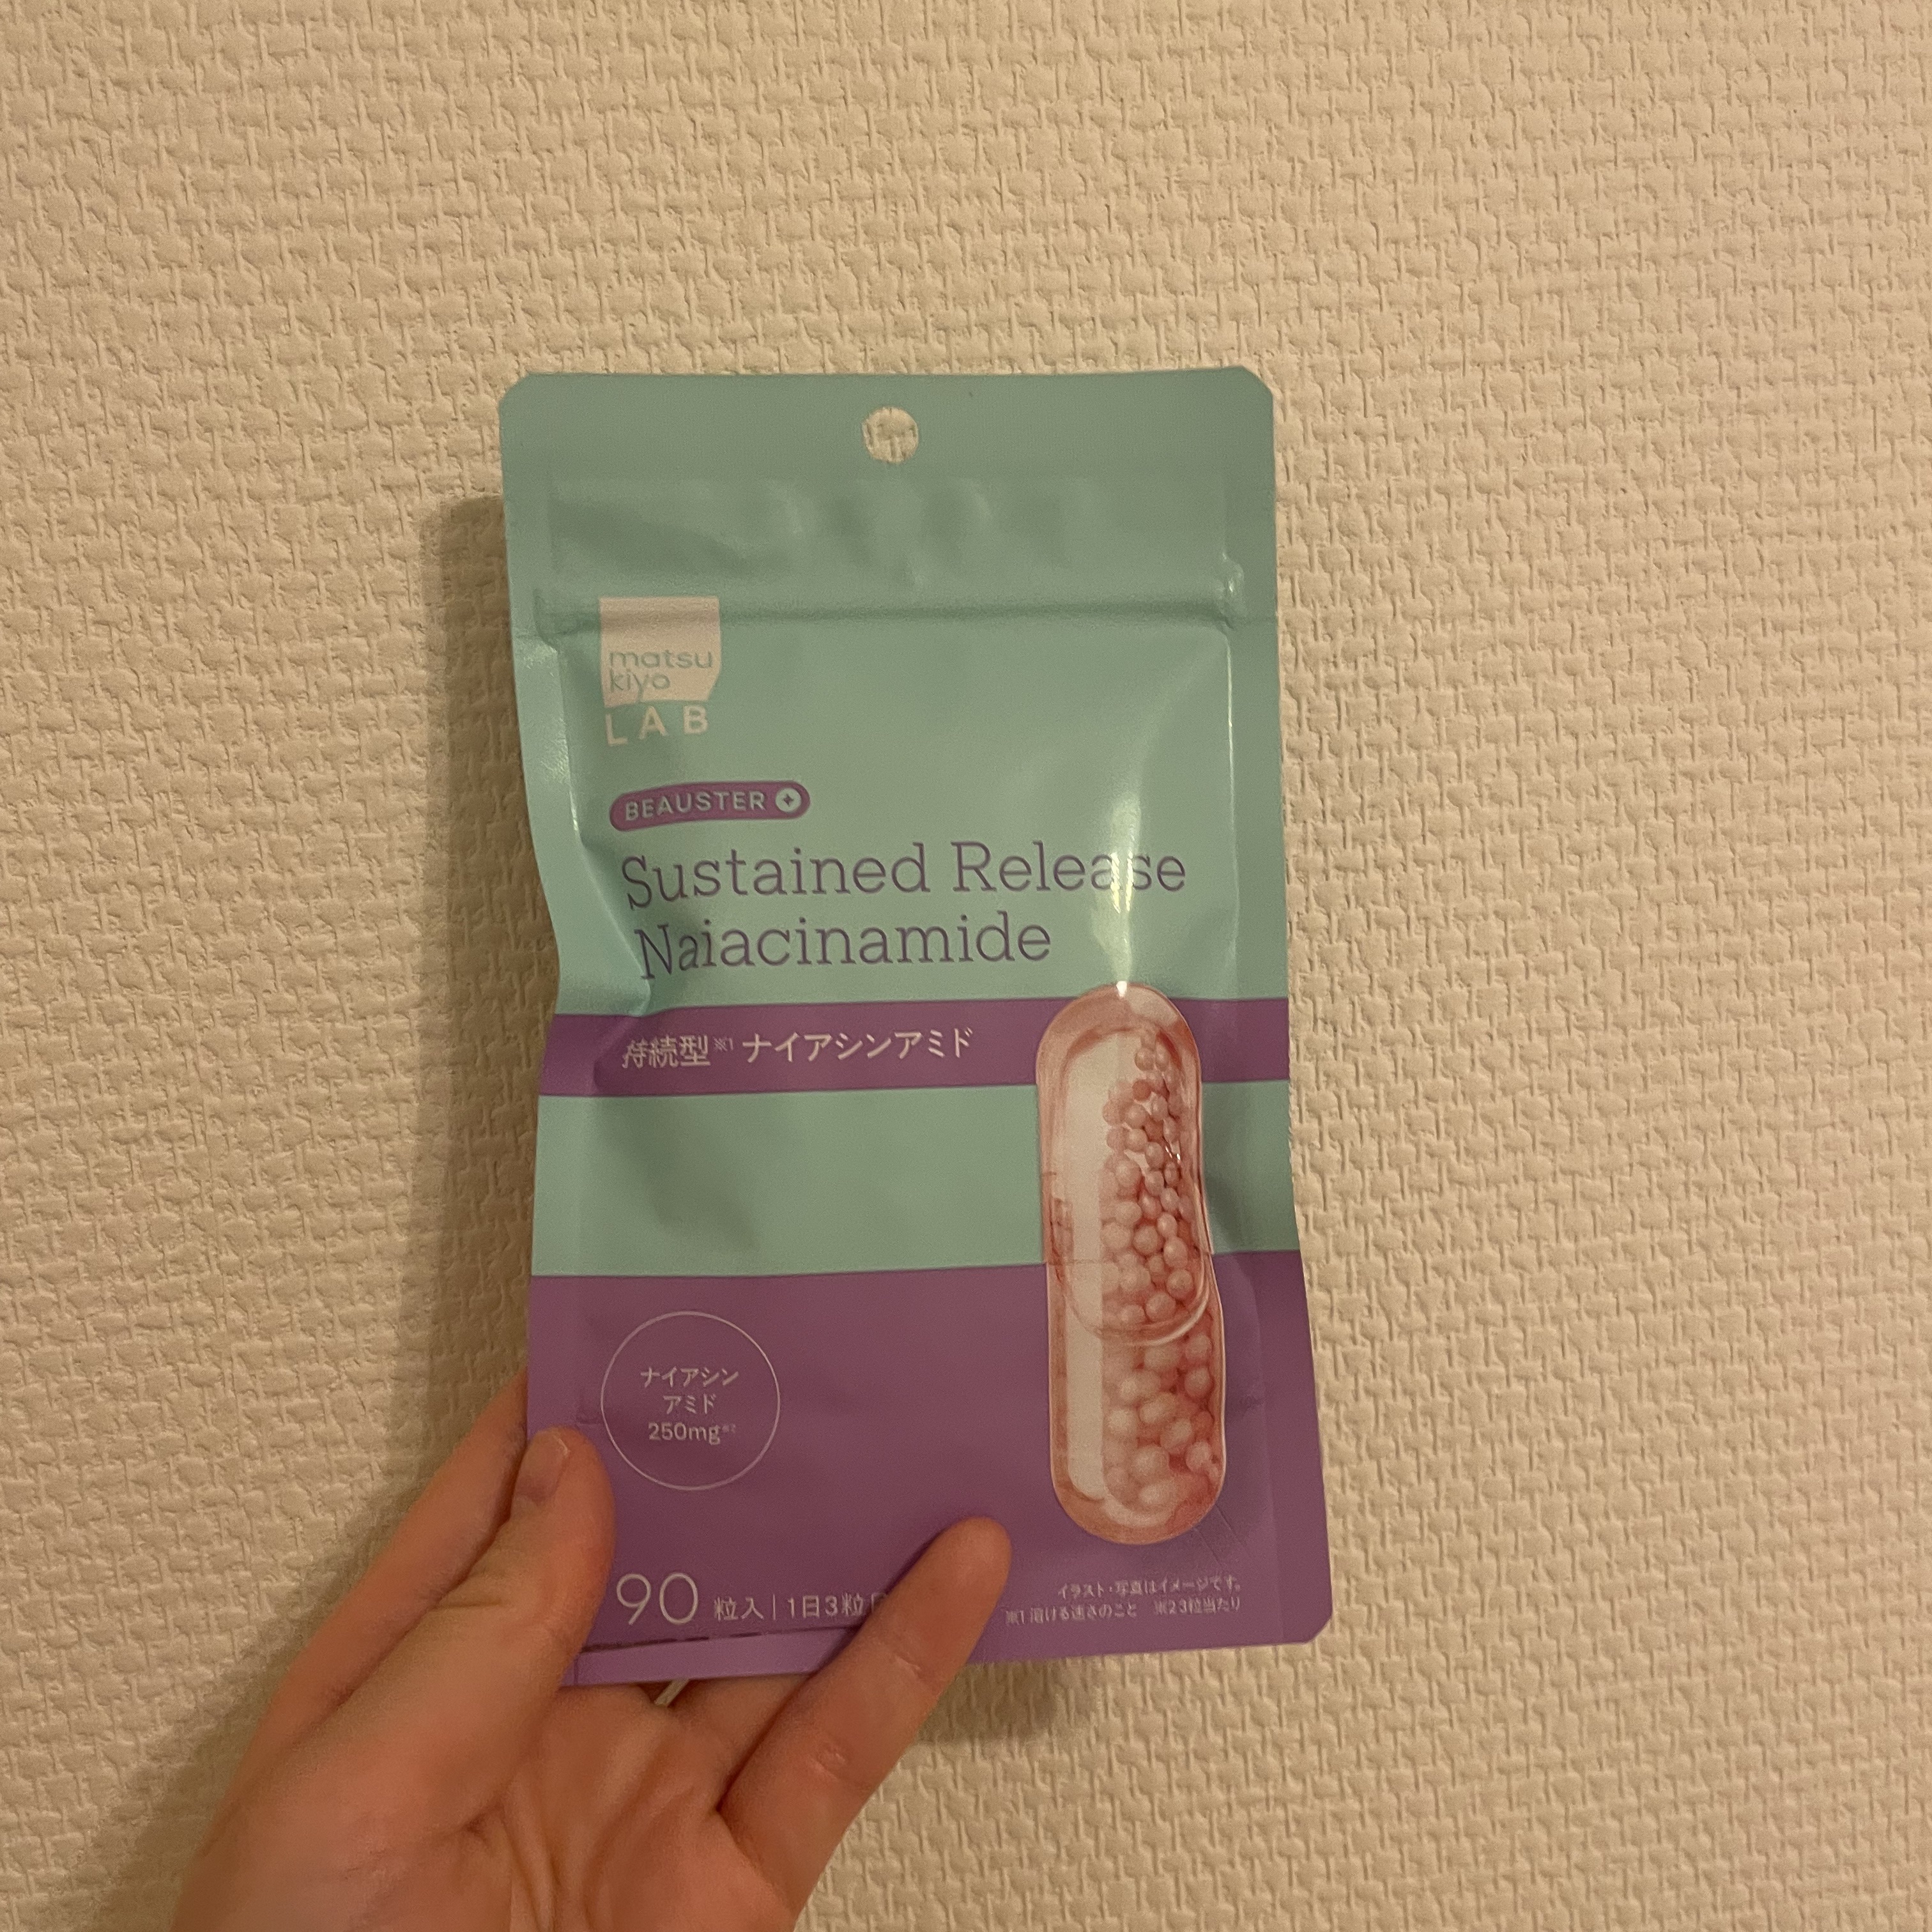 matsu
kiyo
LAB
BEAUSTER
Sustained Release
Naiacinamide
持続型※1 ナイアシンアミド
ナイアシン
アミド
250mg※2
90 粒入 | 1日3粒
イラスト・写真はイメージです。
※1 溶ける速さのこと ※2 3粒当たり